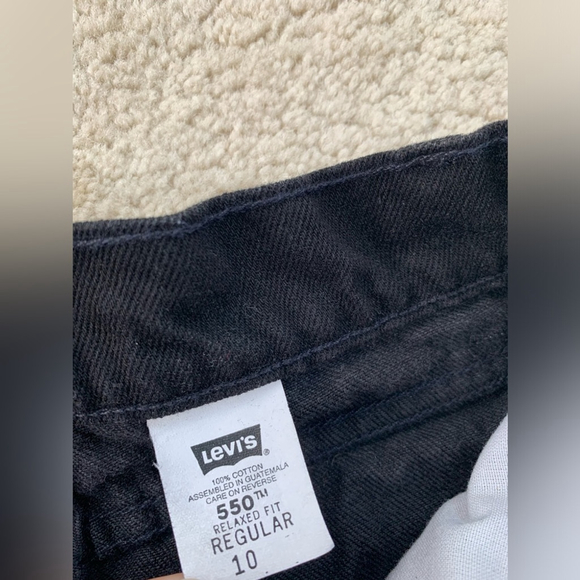 Levi's ®
100% COTTON
ASSEMBLED IN GUATEMALA
CARE ON REVERSE
550™
RELAXED FIT
REGULAR
10